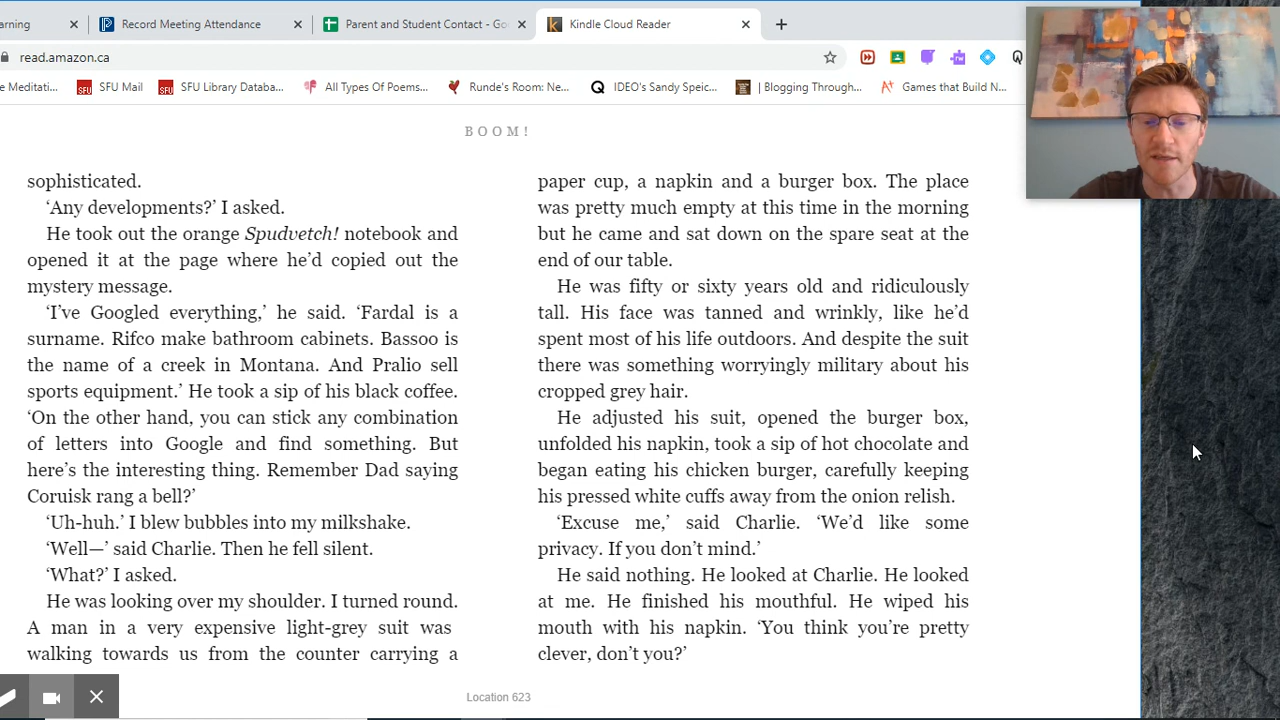 arning
Record Meeting Attendance
Parent and Student Contact - Go
Kindle Cloud Reader
read.amazon.ca
e Meditati...
SFU Mail
SFU Library Databa...
All Types Of Poems...
Runde's Room: Ne...
IDEO's Sandy Speic...
| Blogging Through...
Games that Build N...
BOOM!
sophisticated.
‘Any developments?’ I asked.
He took out the orange Spudvetch! notebook and
opened it at the page where he’d copied out the
mystery message.
‘I’ve Googled everything,’ he said. ‘Fardal is a
surname. Rifco make bathroom cabinets. Bassoo is
the name of a creek in Montana. And Pralio sell
sports equipment.’ He took a sip of his black coffee.
‘On the other hand, you can stick any combination
of letters into Google and find something. But
here’s the interesting thing. Remember Dad saying
Coruisk rang a bell?’
‘Uh-huh.’ I blew bubbles into my milkshake.
‘Well—’ said Charlie. Then he fell silent.
‘What?’ I asked.
He was looking over my shoulder. I turned round.
A man in a very expensive light-grey suit was
walking towards us from the counter carrying a
paper cup, a napkin and a burger box. The place
was pretty much empty at this time in the morning
but he came and sat down on the spare seat at the
end of our table.
He was fifty or sixty years old and ridiculously
tall. His face was tanned and wrinkly, like he’d
spent most of his life outdoors. And despite the suit
there was something worryingly military about his
cropped grey hair.
He adjusted his suit, opened the burger box,
unfolded his napkin, took a sip of hot chocolate and
began eating his chicken burger, carefully keeping
his pressed white cuffs away from the onion relish.
‘Excuse me,’ said Charlie. ‘We’d like some
privacy. If you don’t mind.’
He said nothing. He looked at Charlie. He looked
at me. He finished his mouthful. He wiped his
mouth with his napkin. ‘You think you’re pretty
clever, don’t you?’
Location 623